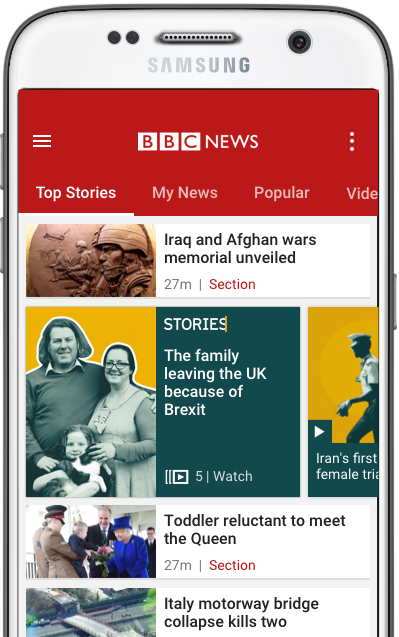 SAMSUNG
BBC NEWS
Top Stories
My News
Popular
Vide
Iraq and Afghan wars
memorial unveiled
27m | Section
STORIES
The family
leaving the UK
because of
Brexit
5 | Watch
Iran's first
female tria
Toddler reluctant to meet
the Queen
27m | Section
Italy motorway bridge
collapse kills two